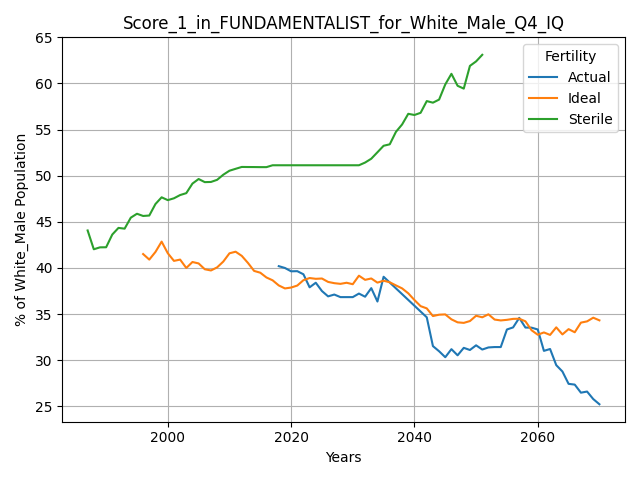 Score_1_in_FUNDAMENTALIST_for_White_Male_Q4_IQ
Fertility
Actual
Ideal
Sterile
% of White_Male Population
65
60
55
50
45
40
35
30
25
2000
2020
2040
2060
Years